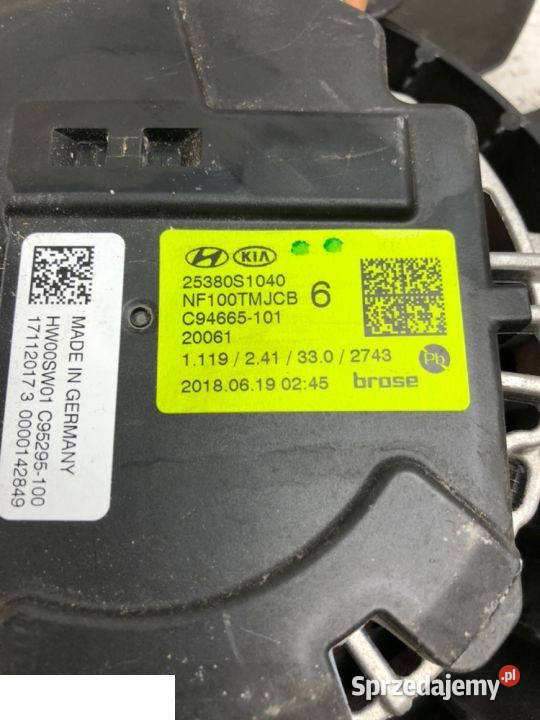 HYUNDAI KIA
25380S1040
NF100TMJCB 6
C94665-101
20061
1.119 / 2.41 / 33.0 / 2743
Pb
2018.06.19 02:45 brose
MADE IN GERMANY
HW00SW01 C95295-100
17112017 3 0000142849
Sprzedajemy.pl